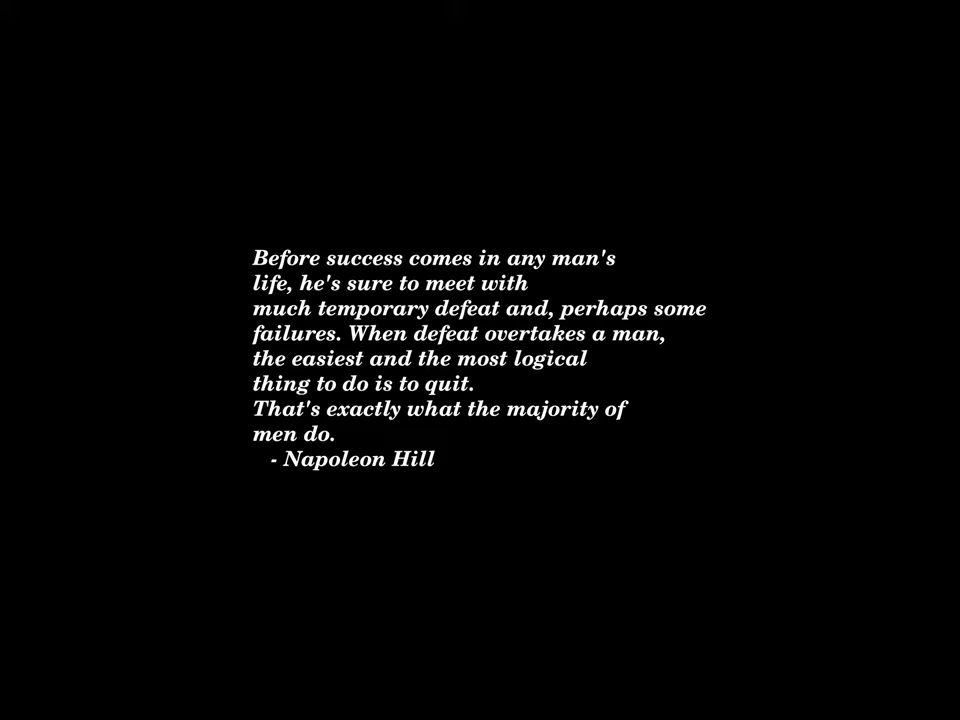 Before success comes in any man's
life, he's sure to meet with
much temporary defeat and, perhaps some
failures. When defeat overtakes a man,
the easiest and the most logical
thing to do is to quit.
That's exactly what the majority of
men do.
- Napoleon Hill